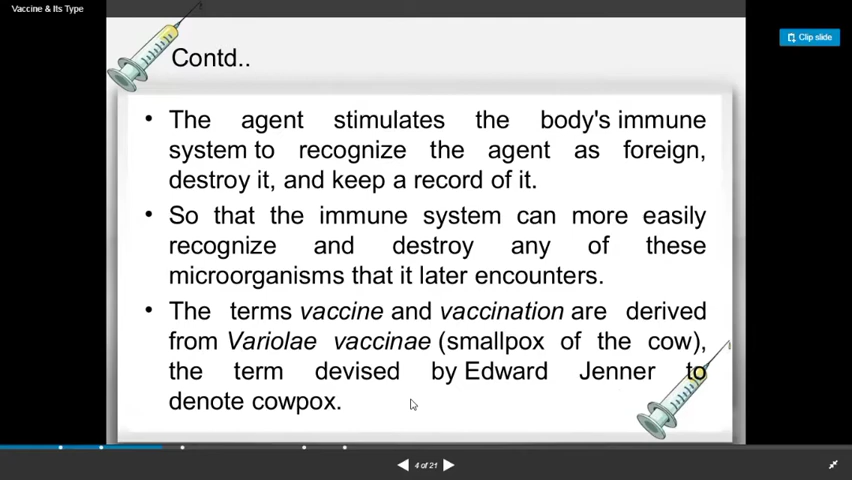 Vaccine & Its Type
Clip slide
Contd..
• The agent stimulates the body's immune
system to recognize the agent as foreign,
destroy it, and keep a record of it.
• So that the immune system can more easily
recognize and destroy any of these
microorganisms that it later encounters.
• The terms vaccine and vaccination are derived
from Variolae vaccinae (smallpox of the cow),
the term devised by Edward Jenner to
denote cowpox.
4 of 21